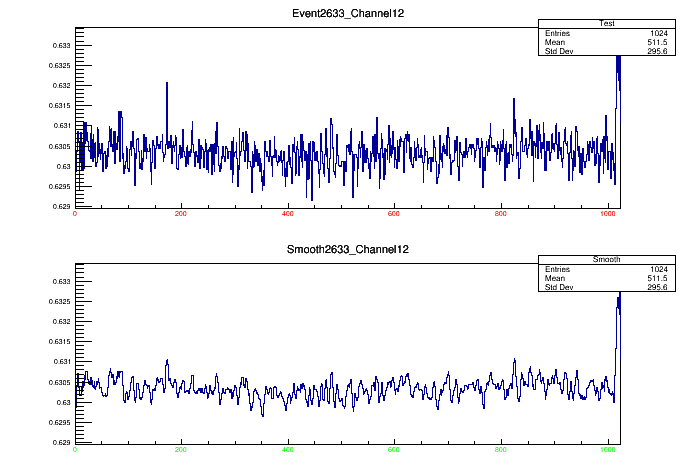 Event2633_Channel12
Test
Entries 1024
Mean 511.5
Std Dev 295.6
0.633
0.6325
0.632
0.6315
0.631
0.6305
0.63
0.6295
0.629
0 200 400 600 800 1000
Smooth2633_Channel12
Smooth
Entries 1024
Mean 511.5
Std Dev 295.6
0.633
0.6325
0.632
0.6315
0.631
0.6305
0.63
0.6295
0.629
0 200 400 600 800 1000